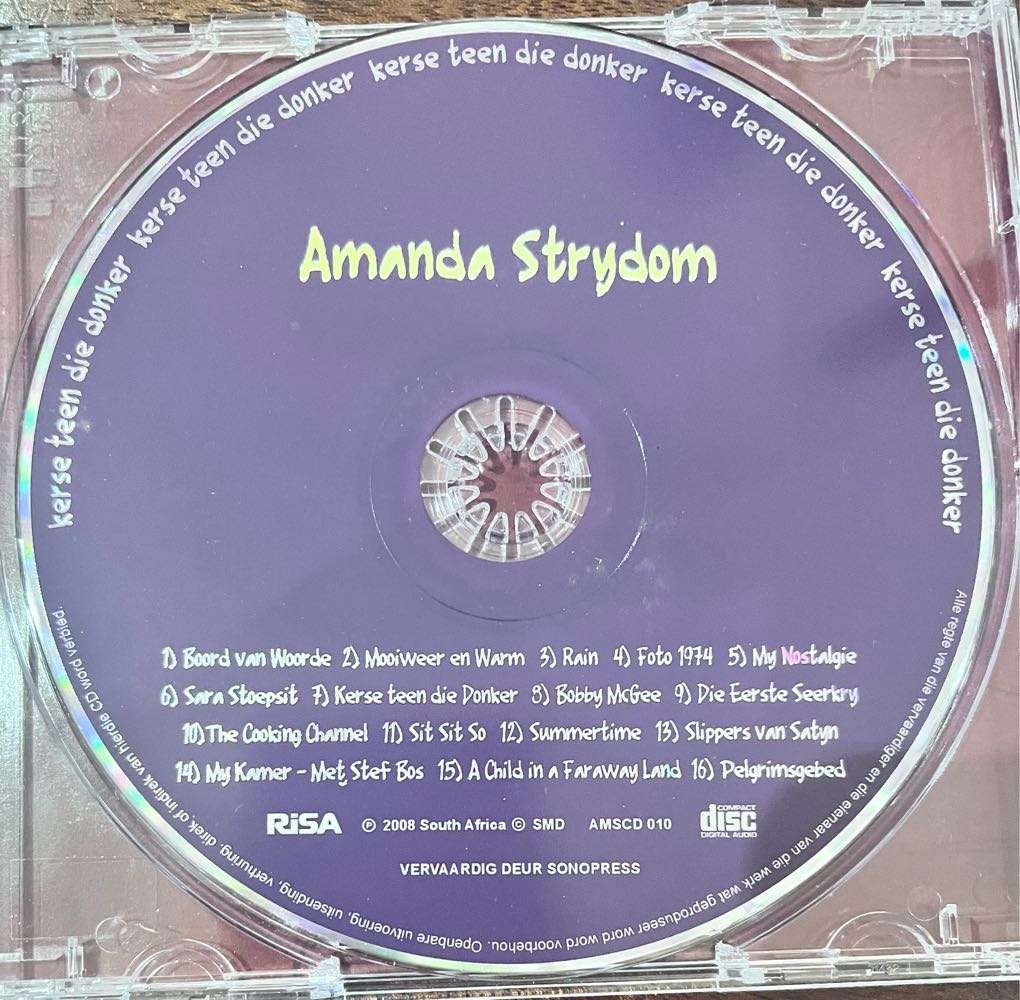 kerse teen die donker kerse teen die donker kerse teen die donker kerse teen die donker kerse teen die donker
Amanda Strydom
1) Boord van Woorde 2) Mooiweer en Warm 3) Rain 4) Foto 1974 5) My Nostalgie
6) Sara Stoepsit 7) Kerse teen die Donker 8) Bobby McGee 9) Die Eerste Seerkry
10) The Cooking Channel 11) Sit Sit So 12) Summertime 13) Slippers van Satyn
14) My Kamer - Met Stef Bos 15) A Child in a Faraway Land 16) Pelgrimsgebed
RiSA ℗ 2008 South Africa © SMD AMSCD 010 COMPACT disc DIGITAL AUDIO
VERVAARDIG DEUR SONOPRESS
Alle regte van die vervaardiger en die eienaar van die werk wat geproduseer word word voorbehou. Openbare uitvoering, uitsending, verhuring, direk of indirek van hierdie CD word verbied.